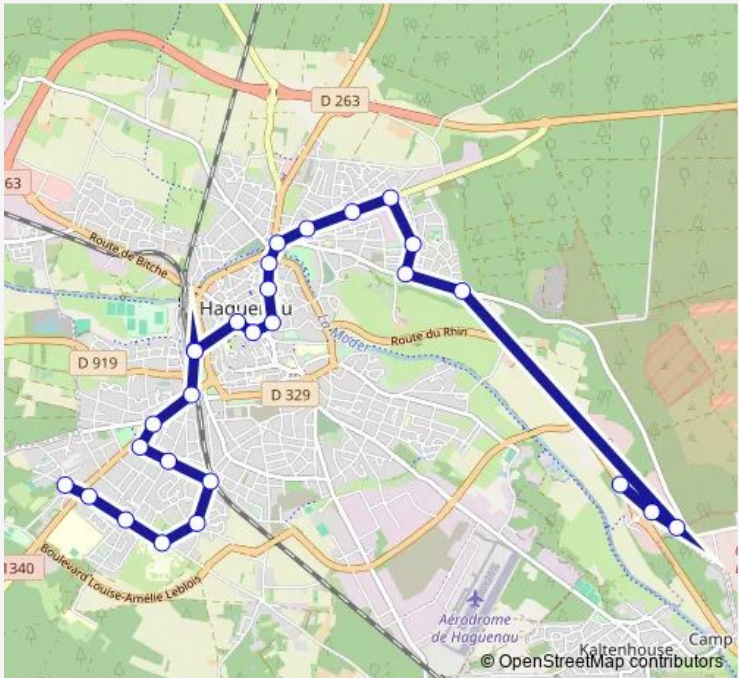 D 263
63
Route de Bitche
Haguenau
La Moder
Route du Rhin
D 919
D 329
1340
Boulevard Louise-Amélie Leblois
Aérodrome
de Haguenau
Camp
Kaltenhouse
© OpenStreetMap contributors